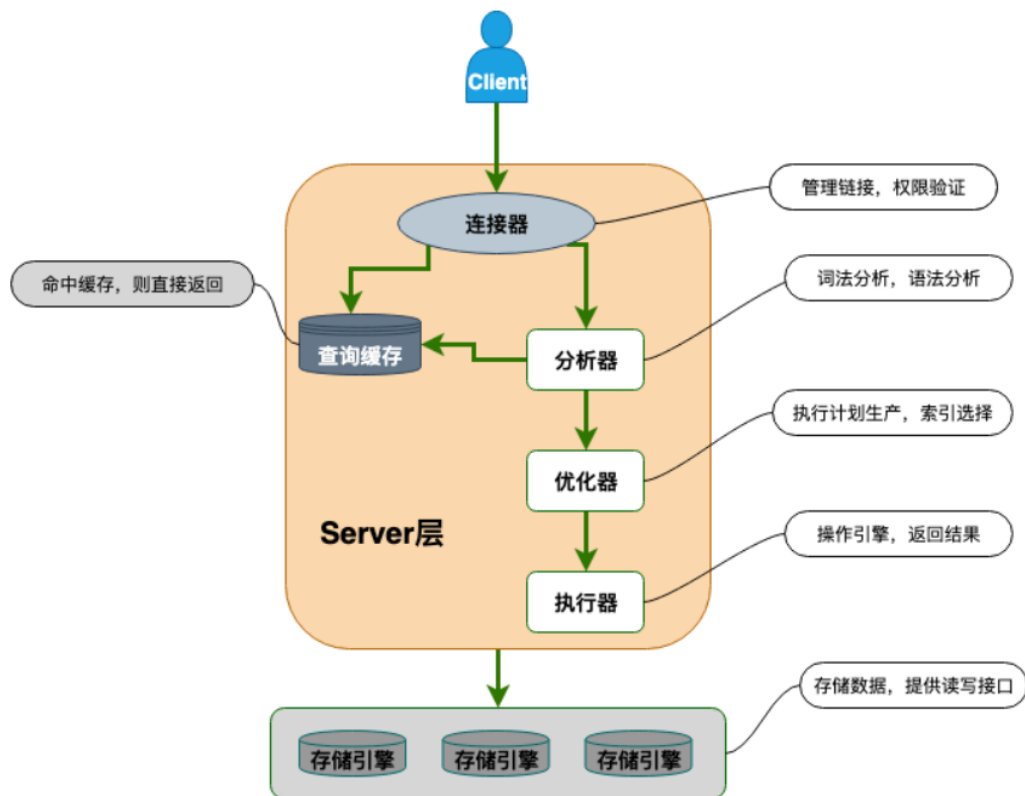 Client
管理链接，权限验证
连接器
命中缓存，则直接返回
词法分析，语法分析
查询缓存
分析器
执行计划生产，索引选择
优化器
Server层
操作引擎，返回结果
执行器
存储数据，提供读写接口
存储引擎
存储引擎
存储引擎